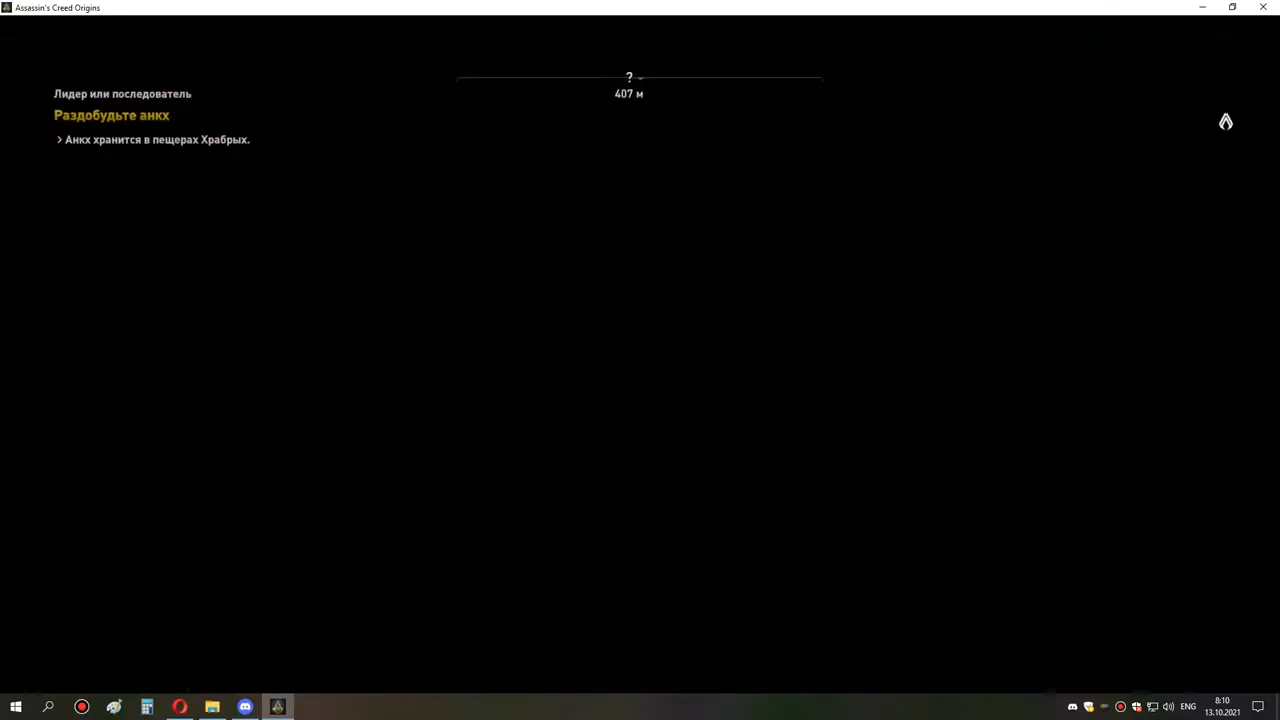 Assassin's Creed Origins
?
407 м
Лидер или последователь
Раздобудьте анкх
> Анкх хранится в пещерах Храбрых.
ENG
8:10
13.10.2021